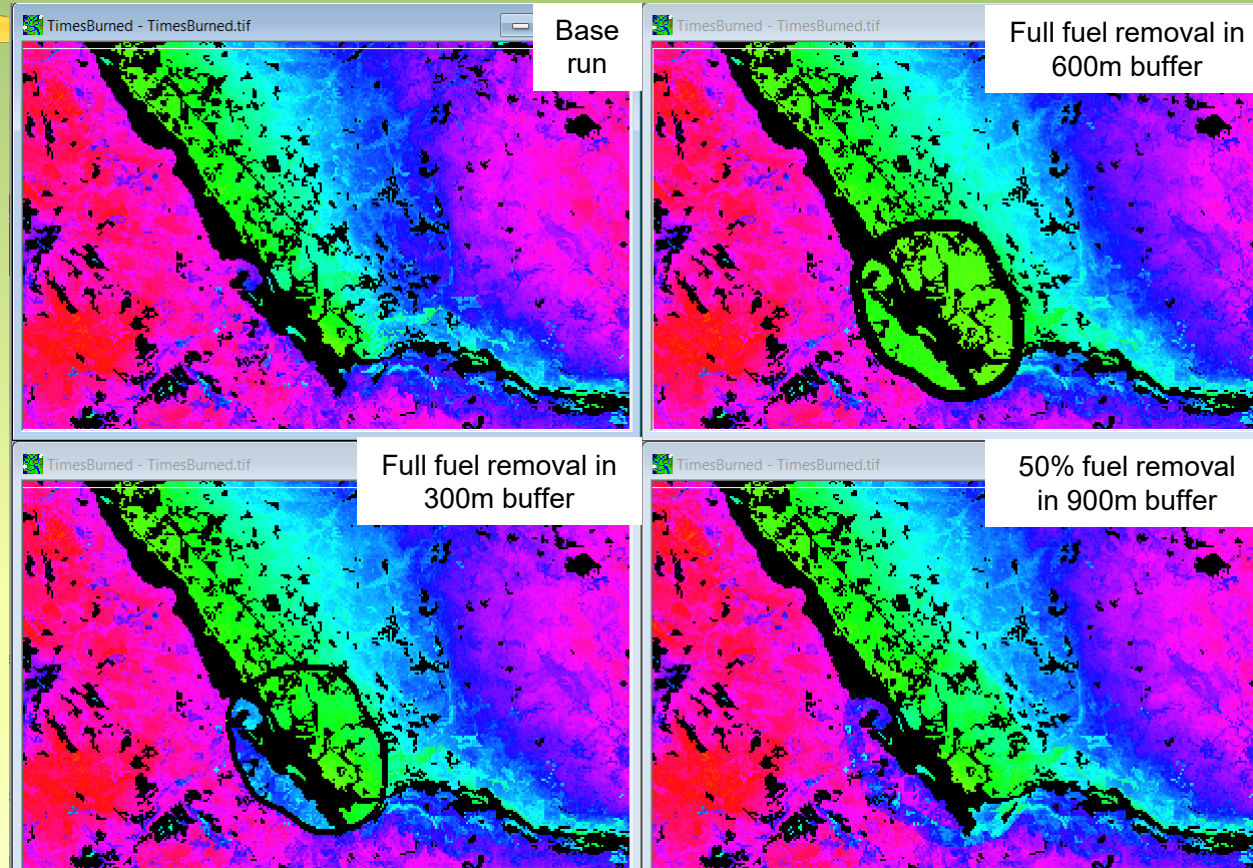 TimesBurned - TimesBurned.tif
Base
run
TimesBurned - TimesBurned.tif
Full fuel removal in
600m buffer
TimesBurned - TimesBurned.tif
Full fuel removal in
300m buffer
TimesBurned - TimesBurned.tif
50% fuel removal
in 900m buffer